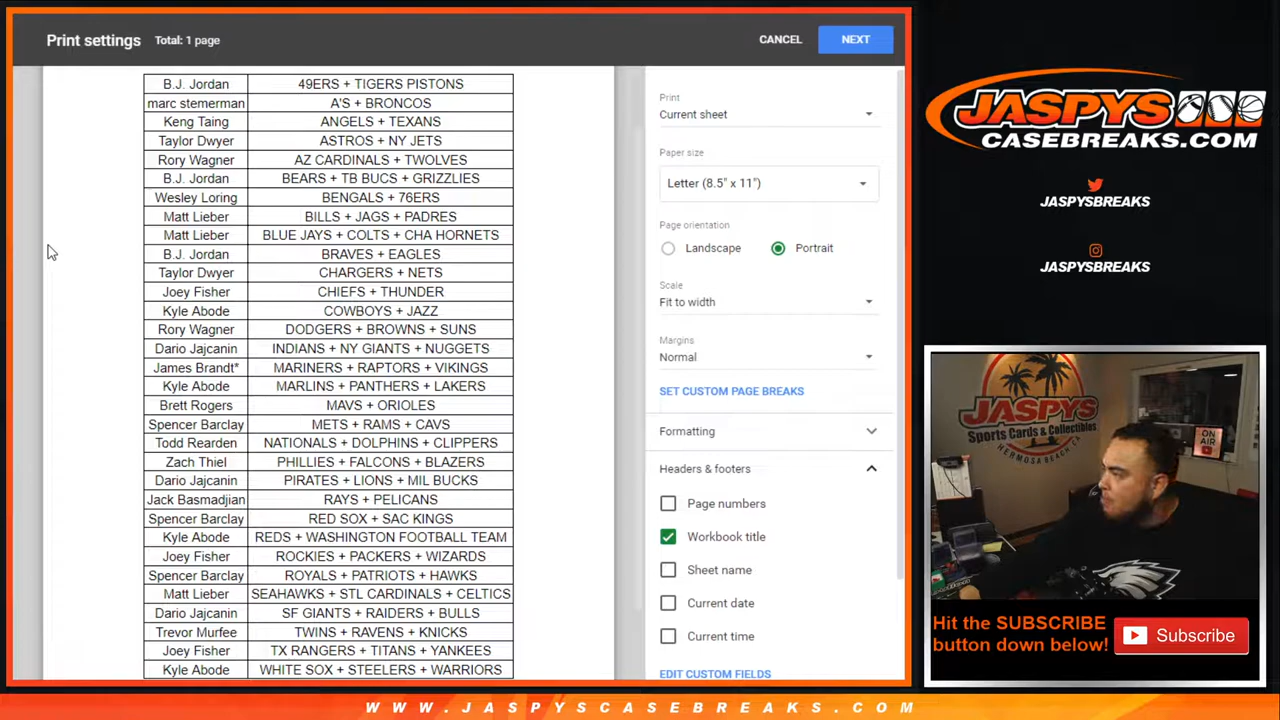 Print settings Total: 1 page CANCEL NEXT
B.J. Jordan 49ERS + TIGERS PISTONS
marc stemerman A'S + BRONCOS
Keng Taing ANGELS + TEXANS
Taylor Dwyer ASTROS + NY JETS
Rory Wagner AZ CARDINALS + TWOLVES
B.J. Jordan BEARS + TB BUCS + GRIZZLIES
Wesley Loring BENGALS + 76ERS
Matt Lieber BILLS + JAGS + PADRES
Matt Lieber BLUE JAYS + COLTS + CHA HORNETS
B.J. Jordan BRAVES + EAGLES
Taylor Dwyer CHARGERS + NETS
Joey Fisher CHIEFS + THUNDER
Kyle Abode COWBOYS + JAZZ
Rory Wagner DODGERS + BROWNS + SUNS
Dario Jajcanin INDIANS + NY GIANTS + NUGGETS
James Brandt* MARINERS + RAPTORS + VIKINGS
Kyle Abode MARLINS + PANTHERS + LAKERS
Brett Rogers MAVS + ORIOLES
Spencer Barclay METS + RAMS + CAVS
Todd Rearden NATIONALS + DOLPHINS + CLIPPERS
Zach Thiel PHILLIES + FALCONS + BLAZERS
Dario Jajcanin PIRATES + LIONS + MIL BUCKS
Jack Basmadjian RAYS + PELICANS
Spencer Barclay RED SOX + SAC KINGS
Kyle Abode REDS + WASHINGTON FOOTBALL TEAM
Joey Fisher ROCKIES + PACKERS + WIZARDS
Spencer Barclay ROYALS + PATRIOTS + HAWKS
Matt Lieber SEAHAWKS + STL CARDINALS + CELTICS
Dario Jajcanin SF GIANTS + RAIDERS + BULLS
Trevor Murfee TWINS + RAVENS + KNICKS
Joey Fisher TX RANGERS + TITANS + YANKEES
Kyle Abode WHITE SOX + STEELERS + WARRIORS
Print
Current sheet
Paper size
Letter (8.5" x 11")
Page orientation
Landscape Portrait
Scale
Fit to width
Margins
Normal
SET CUSTOM PAGE BREAKS
Formatting
Headers & footers
Page numbers
Workbook title
Sheet name
Current date
Current time
EDIT CUSTOM FIELDS
JASPYS
CASEBREAKS.COM
JASPYSBREAKS
JASPYSBREAKS
JASPYS
Sports Cards & Collectibles
HERMOSA BEACH, CA
ON
AIR
Hit the SUBSCRIBE
button down below!
Subscribe
WWW.JASPYSCASEBREAKS.COM